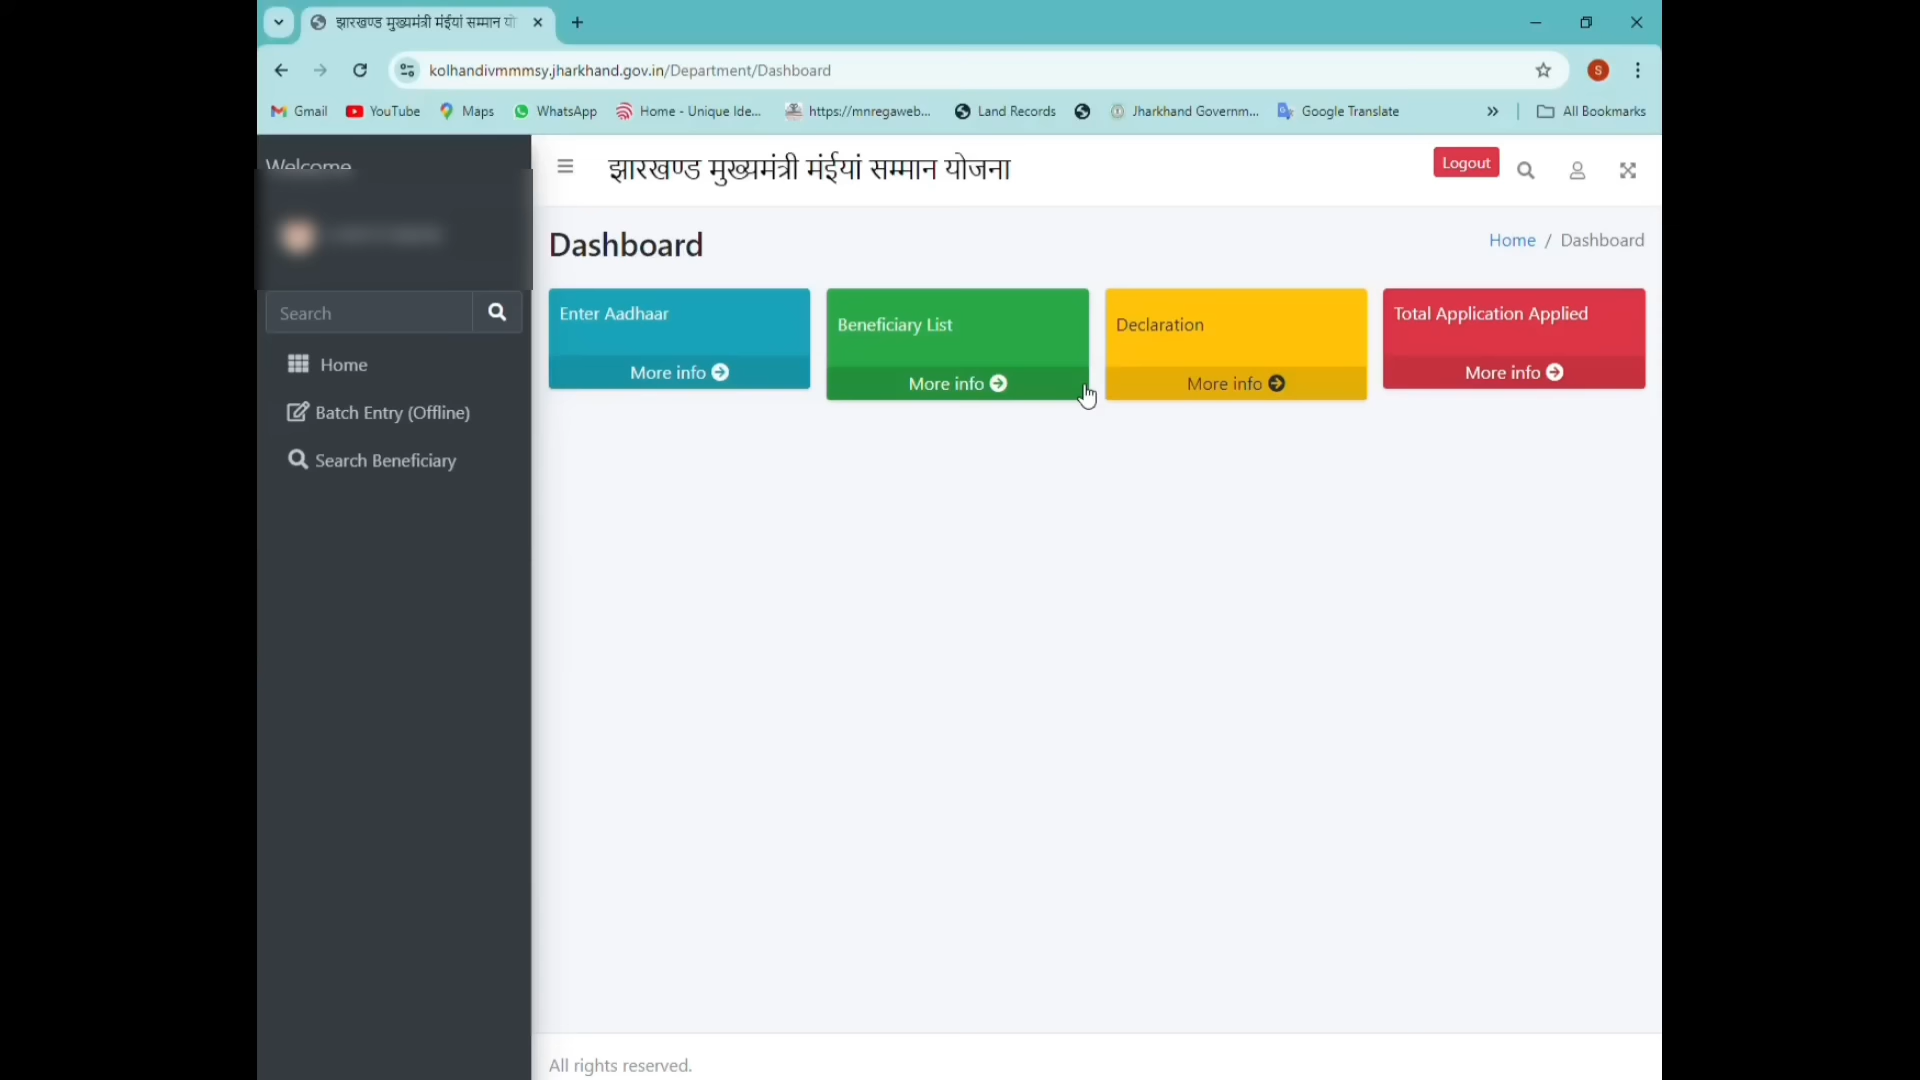 झारखण्ड मुख्यमंत्री मंईयां सम्मान यो
kolhandivmmmsy.jharkhand.gov.in/Department/Dashboard
S
Gmail
YouTube
Maps
WhatsApp
Home - Unique Ide...
https://mnregaweb...
Land Records
Jharkhand Governm...
Google Translate
All Bookmarks
Welcome
झारखण्ड मुख्यमंत्री मंईयां सम्मान योजना
Logout
Dashboard
Home / Dashboard
Search
Home
Batch Entry (Offline)
Search Beneficiary
Enter Aadhaar
More info
Beneficiary List
More info
Declaration
More info
Total Application Applied
More info
All rights reserved.